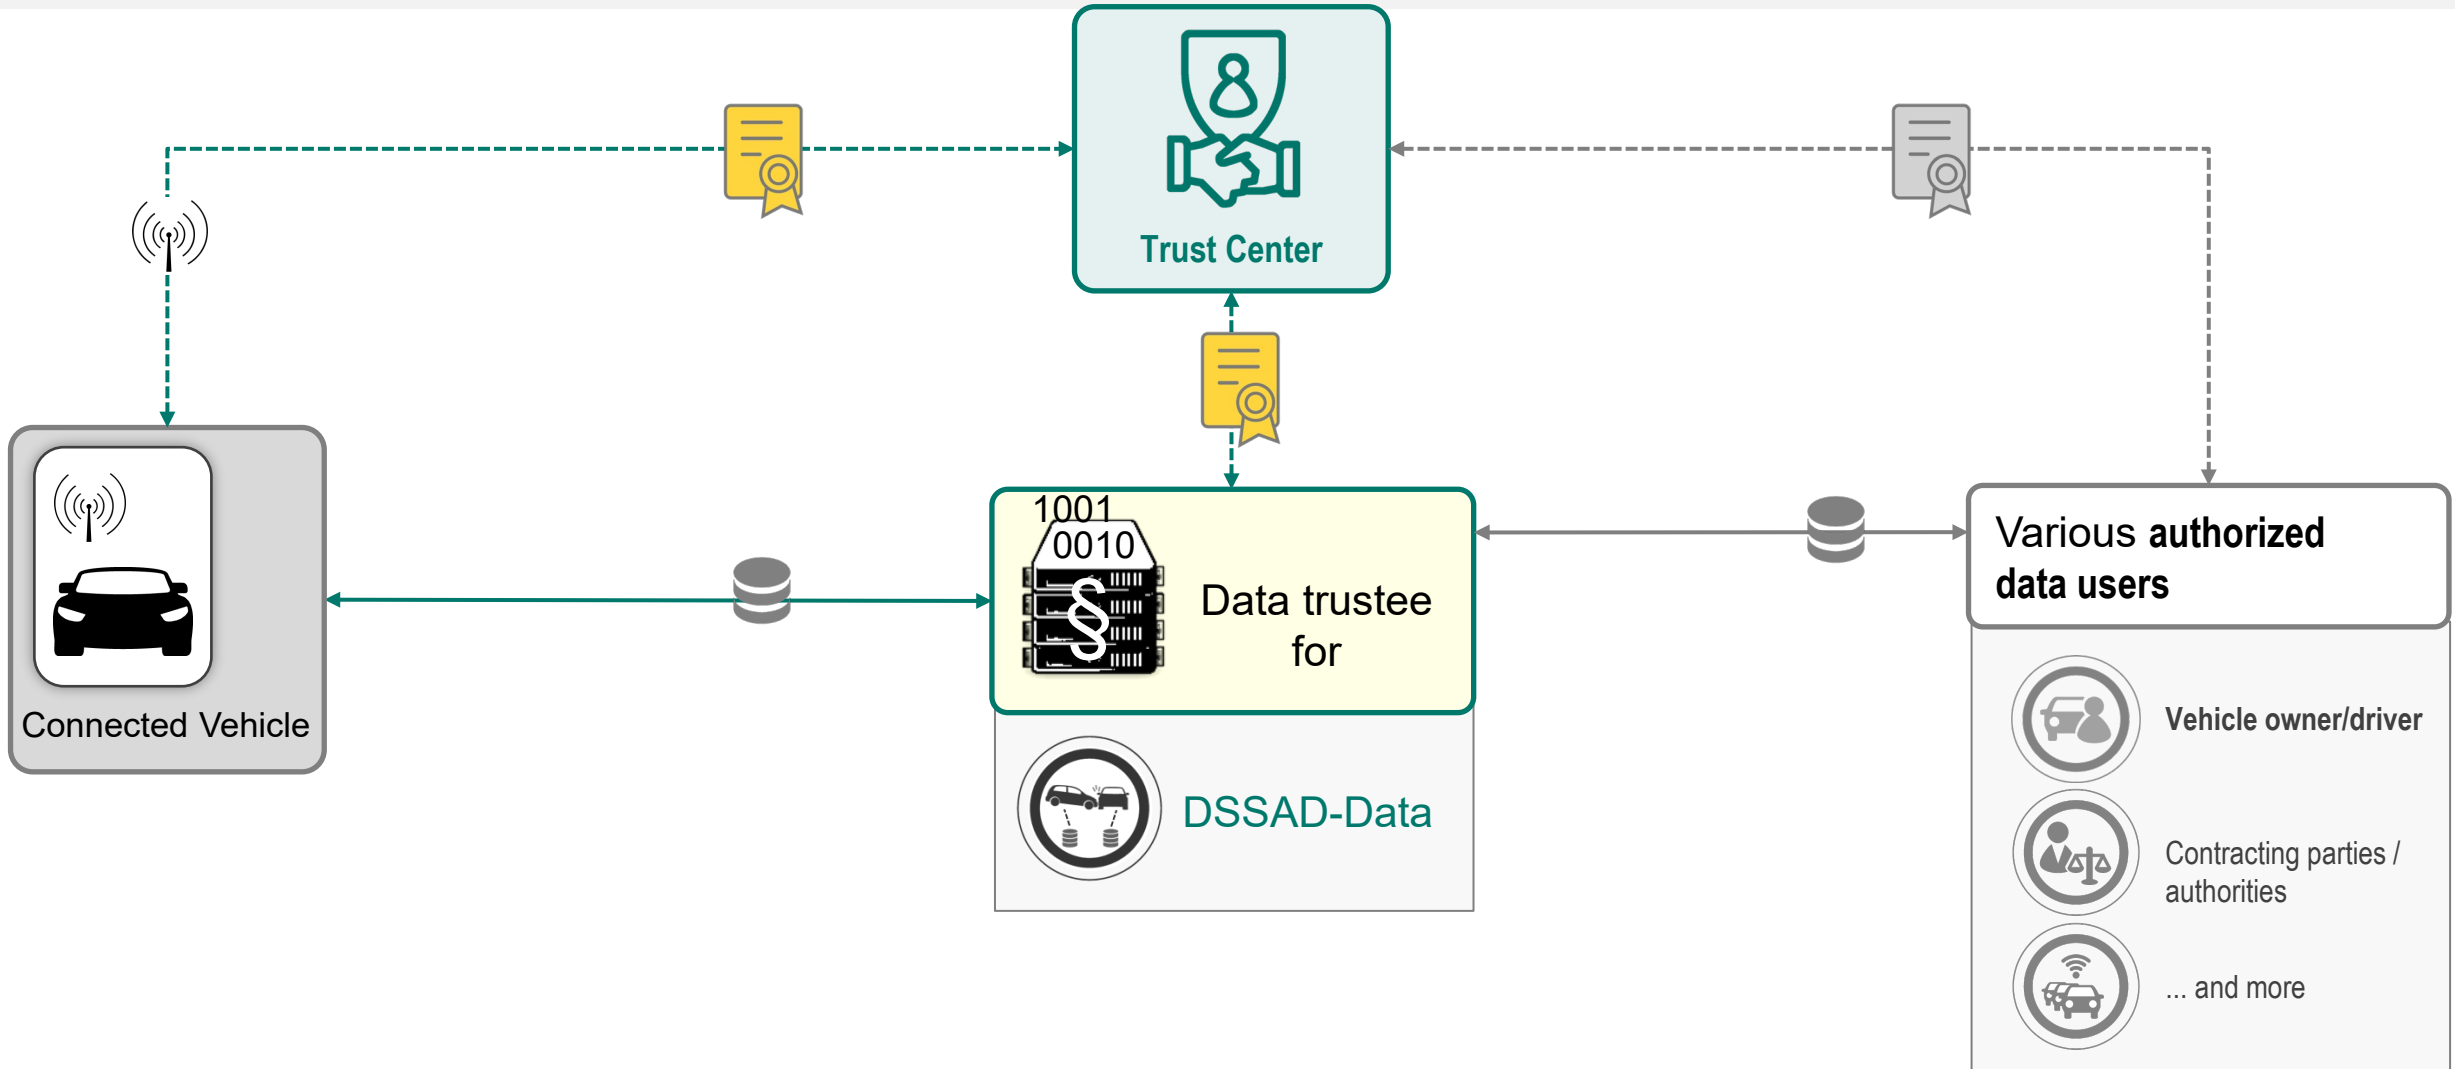 Trust Center
1001
0010
§
Data trustee
for
DSSAD-Data
Connected Vehicle
Various authorized
data users
Vehicle owner/driver
Contracting parties /
authorities
... and more